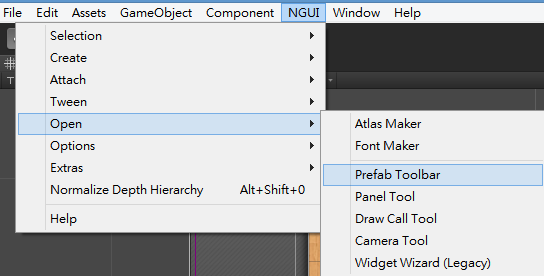 File Edit Assets GameObject Component NGUI Window Help
Selection
Create
Attach
Tween
Open
Options
Extras
Normalize Depth Hierarchy Alt+Shift+0
Help
Atlas Maker
Font Maker
Prefab Toolbar
Panel Tool
Draw Call Tool
Camera Tool
Widget Wizard (Legacy)